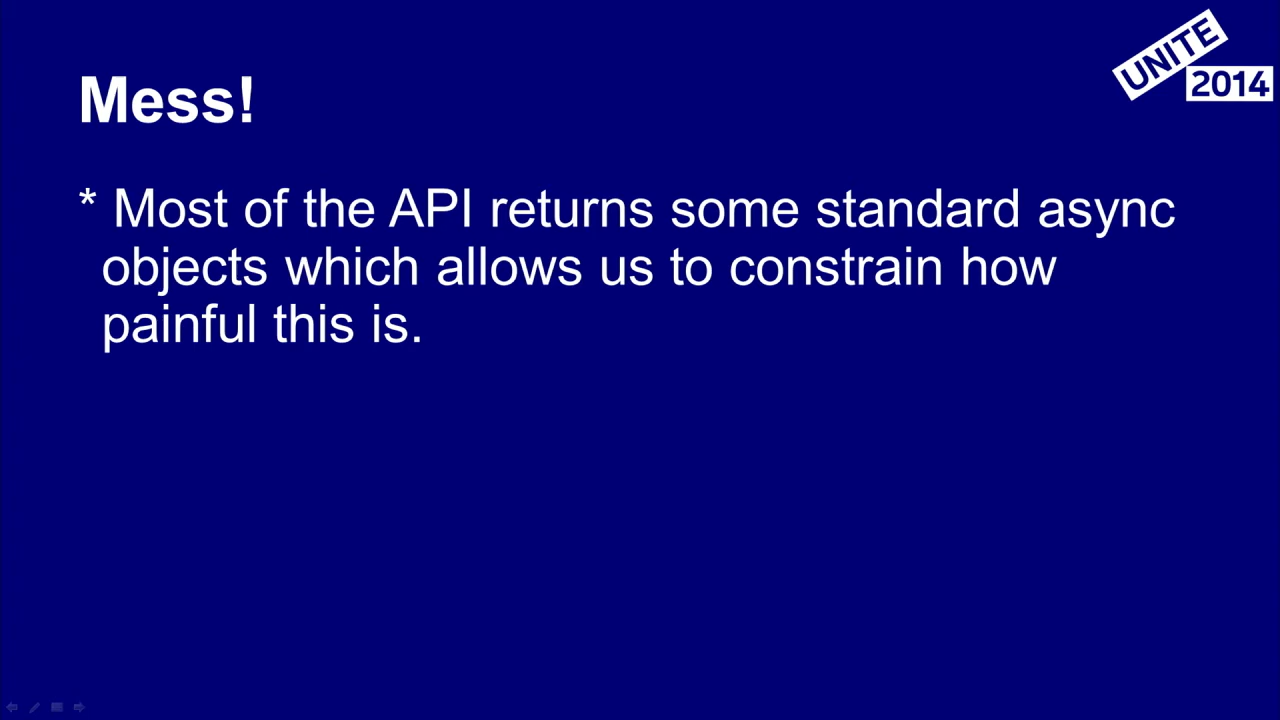 UNITE
2014
Mess!
* Most of the API returns some standard async
objects which allows us to constrain how
painful this is.